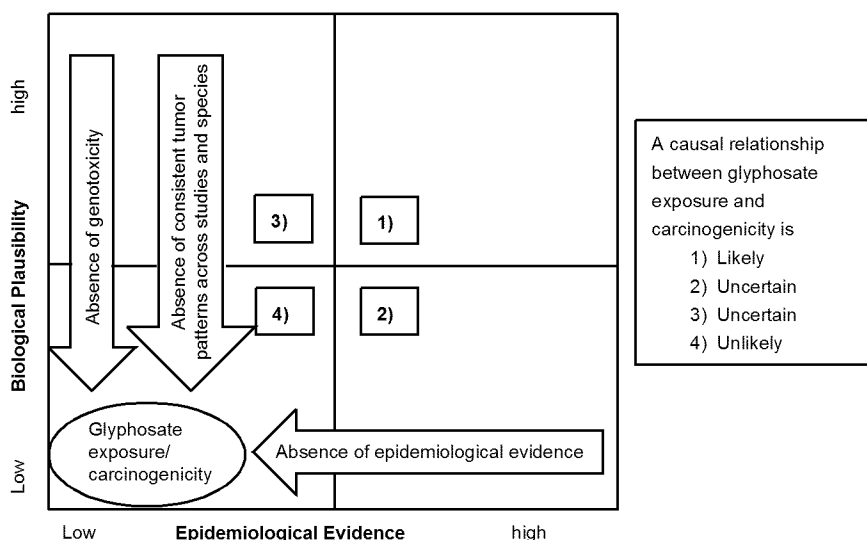 high
Biological Plausibility
Low
Absence of genotoxicity
Absence of consistent tumor
patterns across studies and species
3)
1)
4)
2)
Glyphosate
exposure/
carcinogenicity
Absence of epidemiological evidence
Low
Epidemiological Evidence
high
A causal relationship
between glyphosate
exposure and
carcinogenicity is
1) Likely
2) Uncertain
3) Uncertain
4) Unlikely